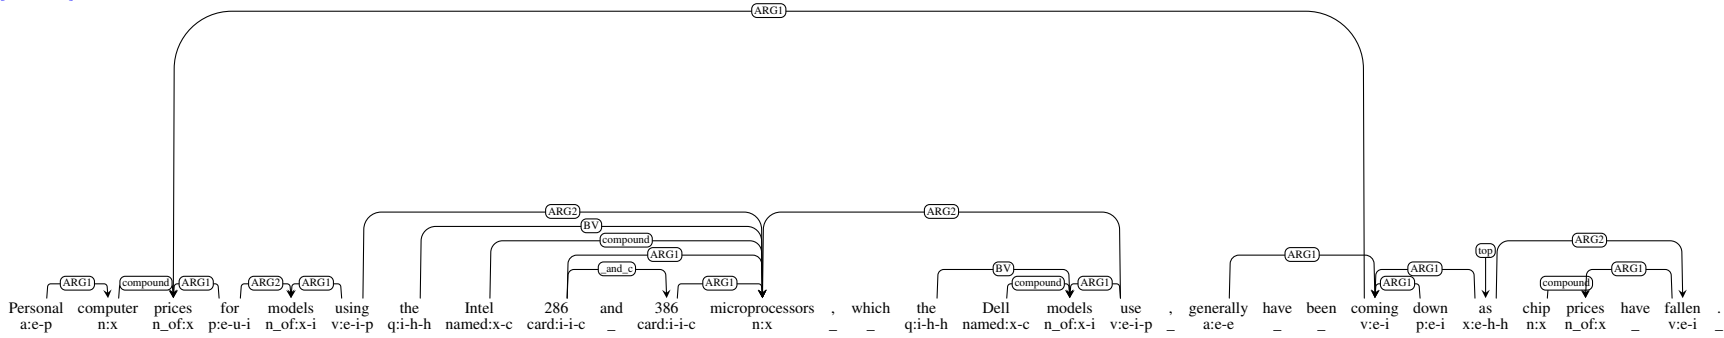 ARG1
ARG2 ARG2
BV
compound ARG2
ARG1 ARG1 top
_and_c BV ARG1 ARG1
ARG1 compound ARG1 ARG2 ARG1 ARG1 compound ARG1 ARG1 compound
Personal computer prices for models using the Intel 286 and 386 microprocessors , which the Dell models use , generally have been coming down as chip prices have fallen .
a:e-p n:x n_of:x p:e-u-i n_of:x-i v:e-i-p q:i-h-h named:x-c card:i-i-c _ card:i-i-c n:x _ _ q:i-h-h named:x-c n_of:x-i v:e-i-p _ a:e-e _ _ v:e-i p:e-i x:e-h-h n:x n_of:x _ v:e-i _